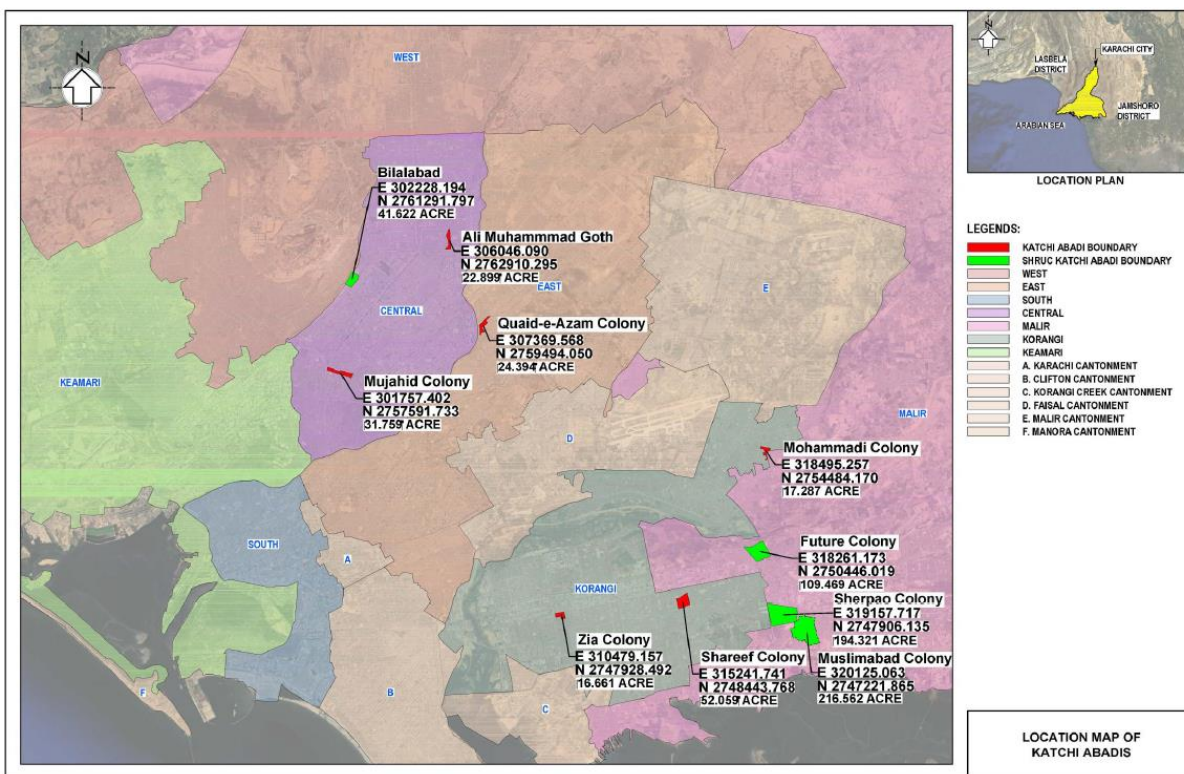 WEST
N
Bilalabad
E 302228.194
N 2761291.797
41.622 ACRE
Ali Muhammmad Goth
E 306046.090
N 2762910.295
22.899' ACRE
EAST
E
CENTRAL
Quaid-e-Azam Colony
E 307369.568
N 2759494.050
24.394' ACRE
KEAMARI
Mujahid Colony
E 301757.402
N 2757591.733
31.759' ACRE
MALIR
D
Mohammadi Colony
E 318495.257
N 2754484.170
17.287 ACRE
SOUTH
A
Future Colony
E 318261.173
N 2750446.019
109.469 ACRE
KORANGI
Sherpao Colony
E 319157.717
N 2747906.135
194.321 ACRE
Zia Colony
E 310479.157
N 2747928.492
16.661 ACRE
Shareef Colony
E 315241.741
N 2748443.768
52.059' ACRE
Muslimabad Colony
E 320125.063
N 2747221.865
216.562 ACRE
F
B
C
N
KARACHI CITY
LASBELA
DISTRICT
JAMSHORO
DISTRICT
ARABIAN SEA
LOCATION PLAN
LEGENDS:
KATCHI ABADI BOUNDARY
SHRUC KATCHI ABADI BOUNDARY
WEST
EAST
SOUTH
CENTRAL
MALIR
KORANGI
KEAMARI
A. KARACHI CANTONMENT
B. CLIFTON CANTONMENT
C. KORANGI CREEK CANTONMENT
D. FAISAL CANTONMENT
E. MALIR CANTONMENT
F. MANORA CANTONMENT
LOCATION MAP OF
KATCHI ABADIS